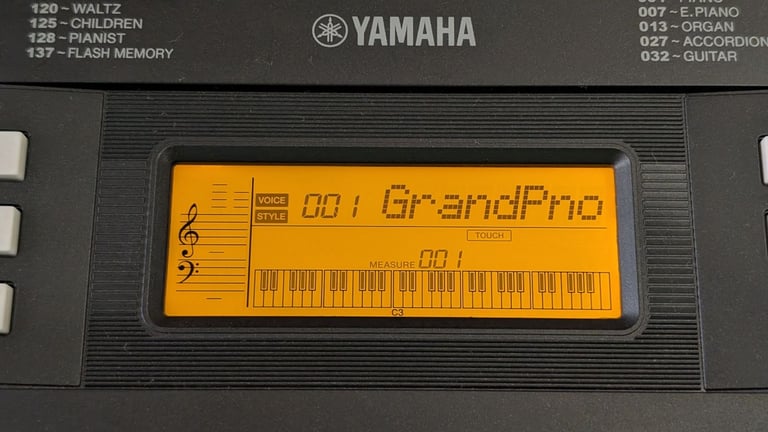 120~WALTZ
125~CHILDREN
128~PIANIST
137~FLASH MEMORY
YAMAHA
007~E.PIANO
013~ORGAN
027~ACCORDION
032~GUITAR
VOICE
STYLE
001 GrandPno
TOUCH
MEASURE 001
C3